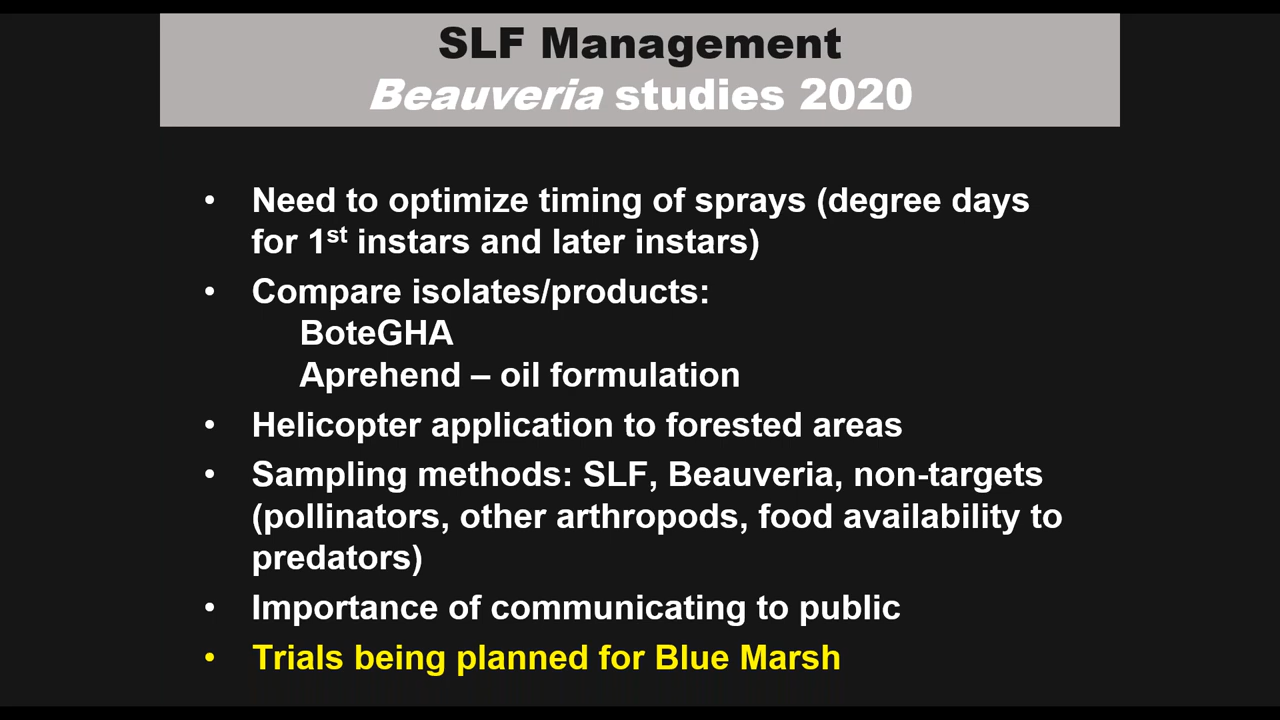 SLF Management
Beauveria studies 2020
• Need to optimize timing of sprays (degree days
for 1st instars and later instars)
• Compare isolates/products:
BoteGHA
Aprehend – oil formulation
• Helicopter application to forested areas
• Sampling methods: SLF, Beauveria, non-targets
(pollinators, other arthropods, food availability to
predators)
• Importance of communicating to public
• Trials being planned for Blue Marsh